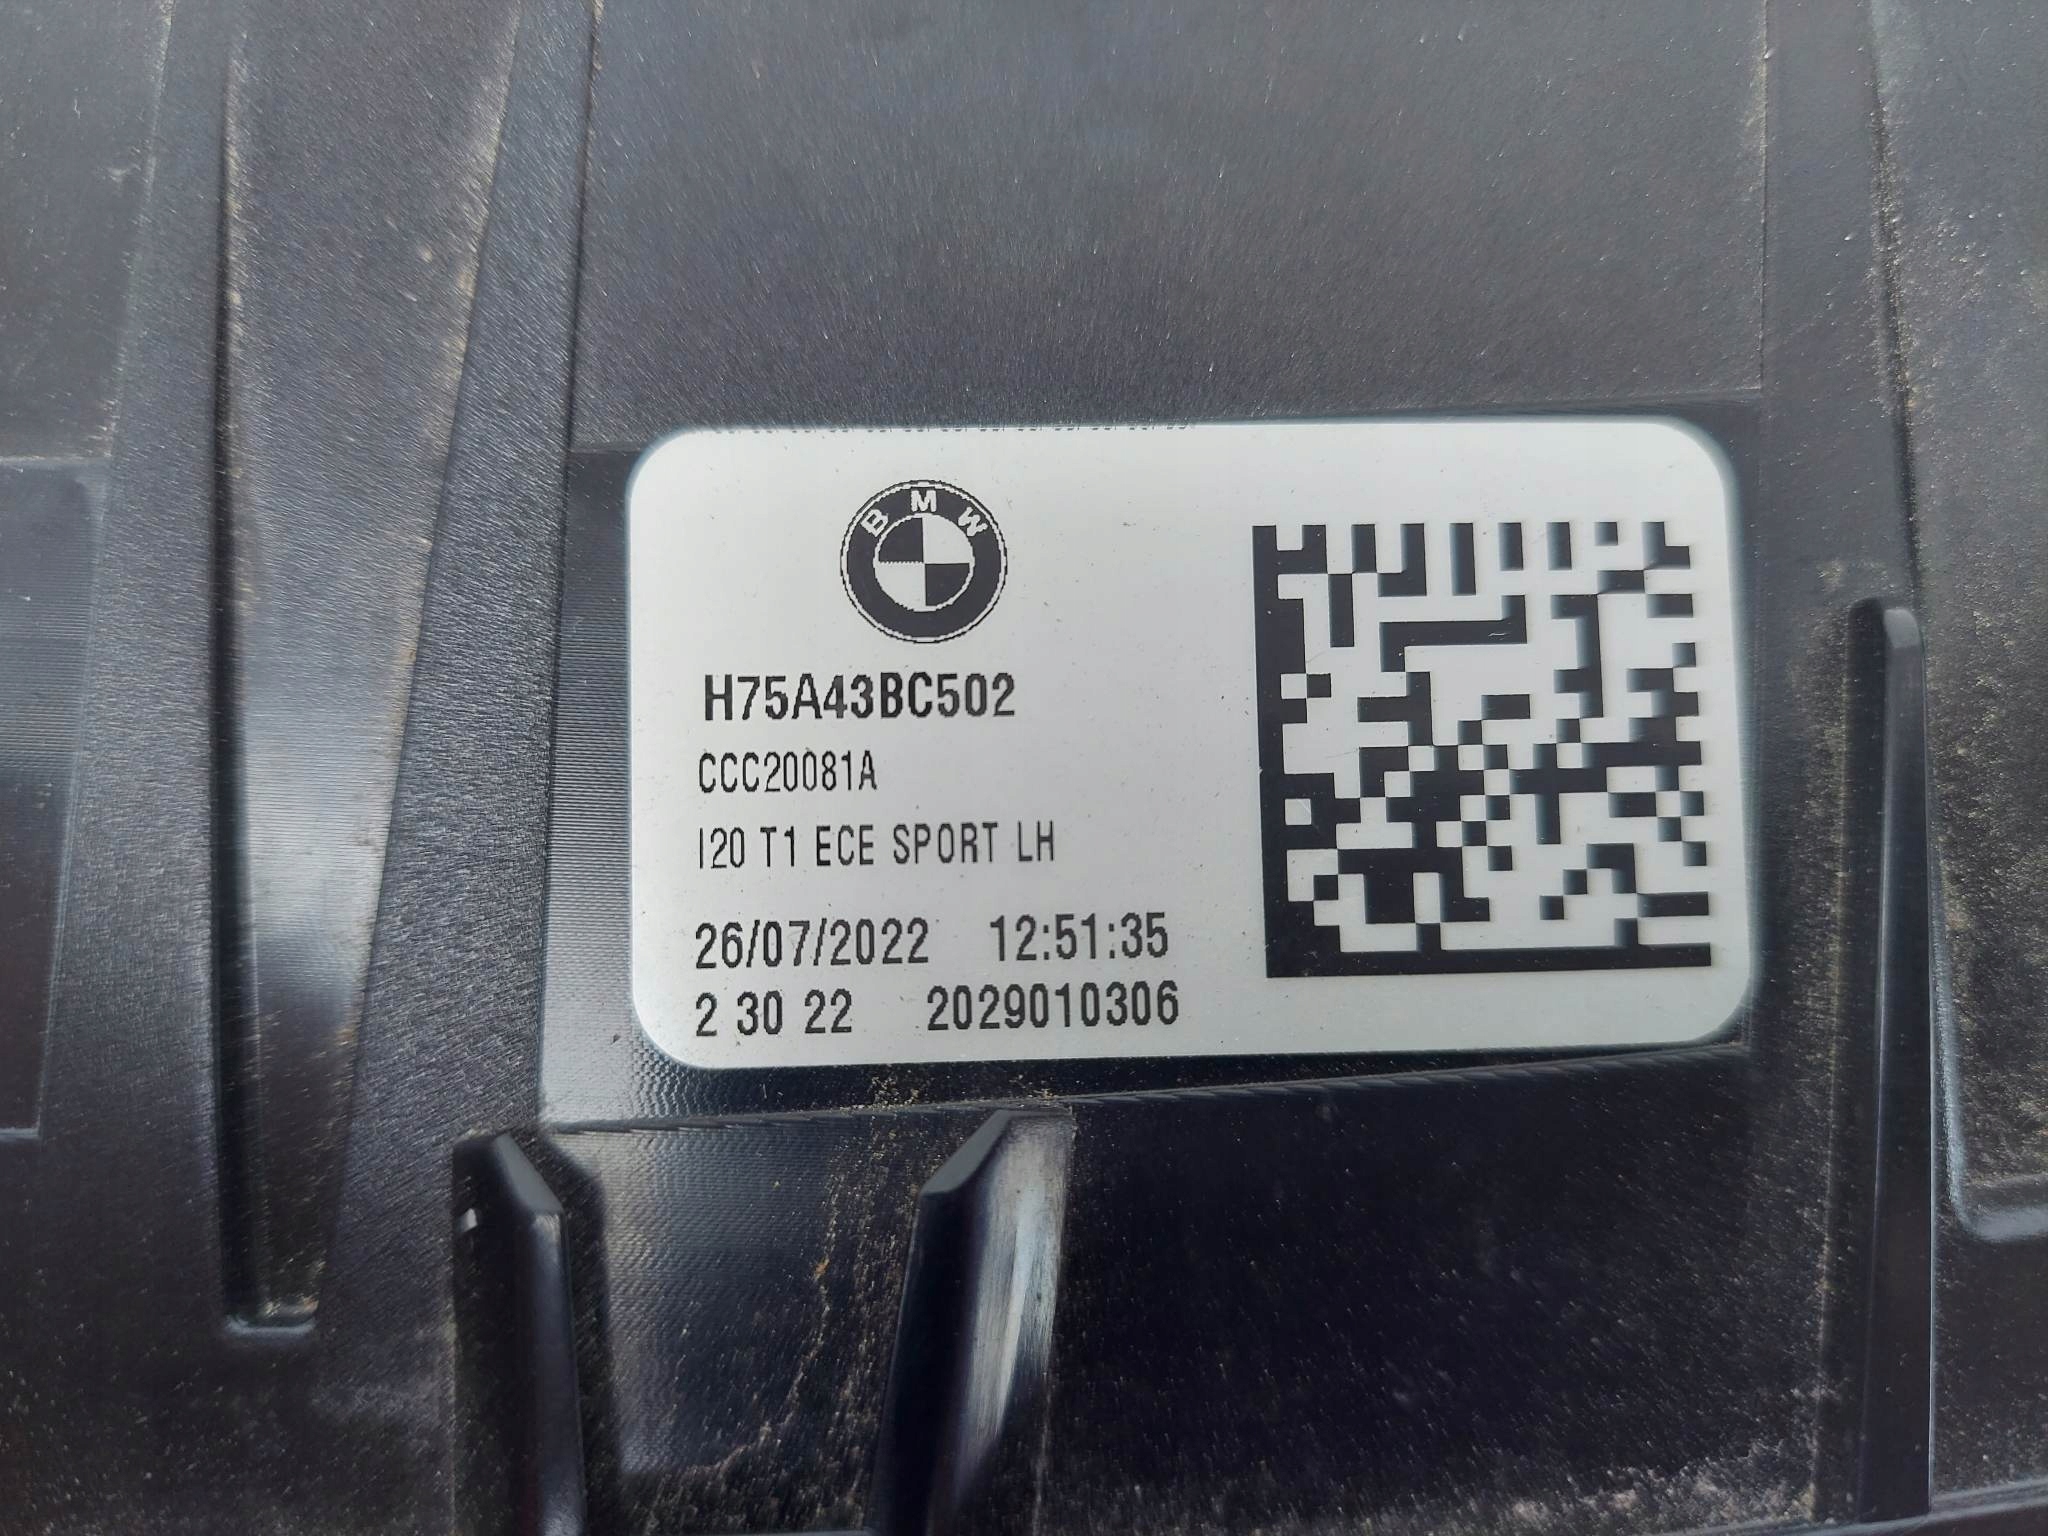 BMW
H75A43BC502
CCC20081A
I20 T1 ECE SPORT LH
26/07/2022 12:51:35
2 30 22 2029010306